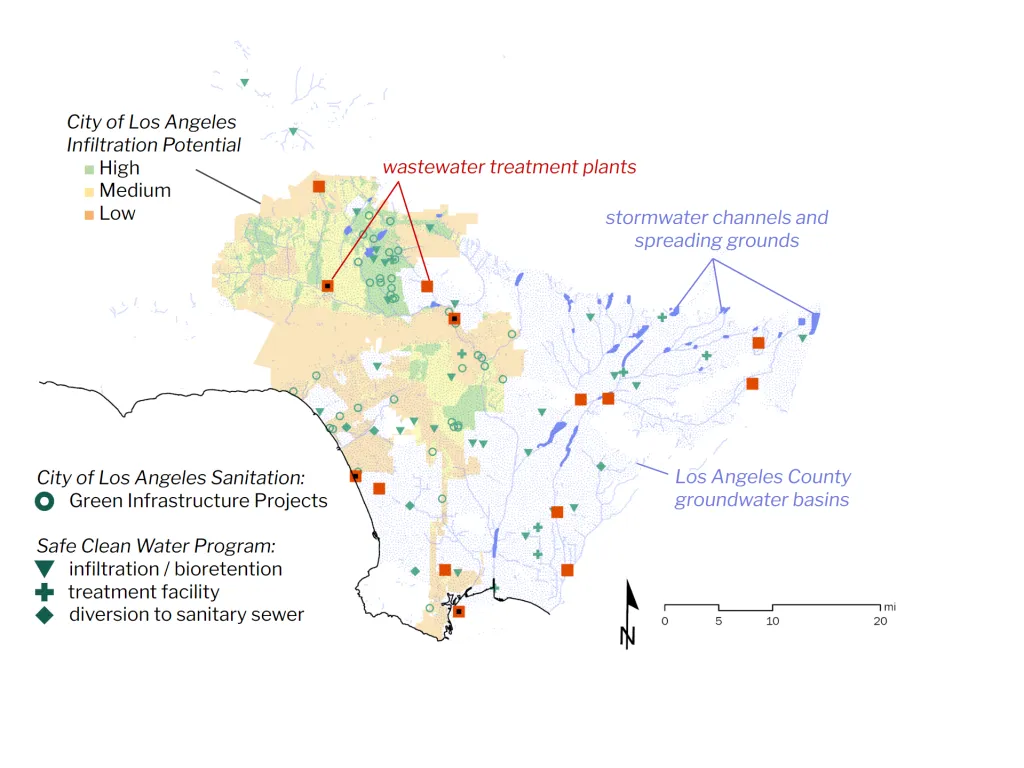 City of Los Angeles
Infiltration Potential
High
Medium
Low
wastewater treatment plants
stormwater channels and
spreading grounds
Los Angeles County
groundwater basins
City of Los Angeles Sanitation:
Green Infrastructure Projects
Safe Clean Water Program:
infiltration / bioretention
treatment facility
diversion to sanitary sewer
N
mi
0 5 10 20